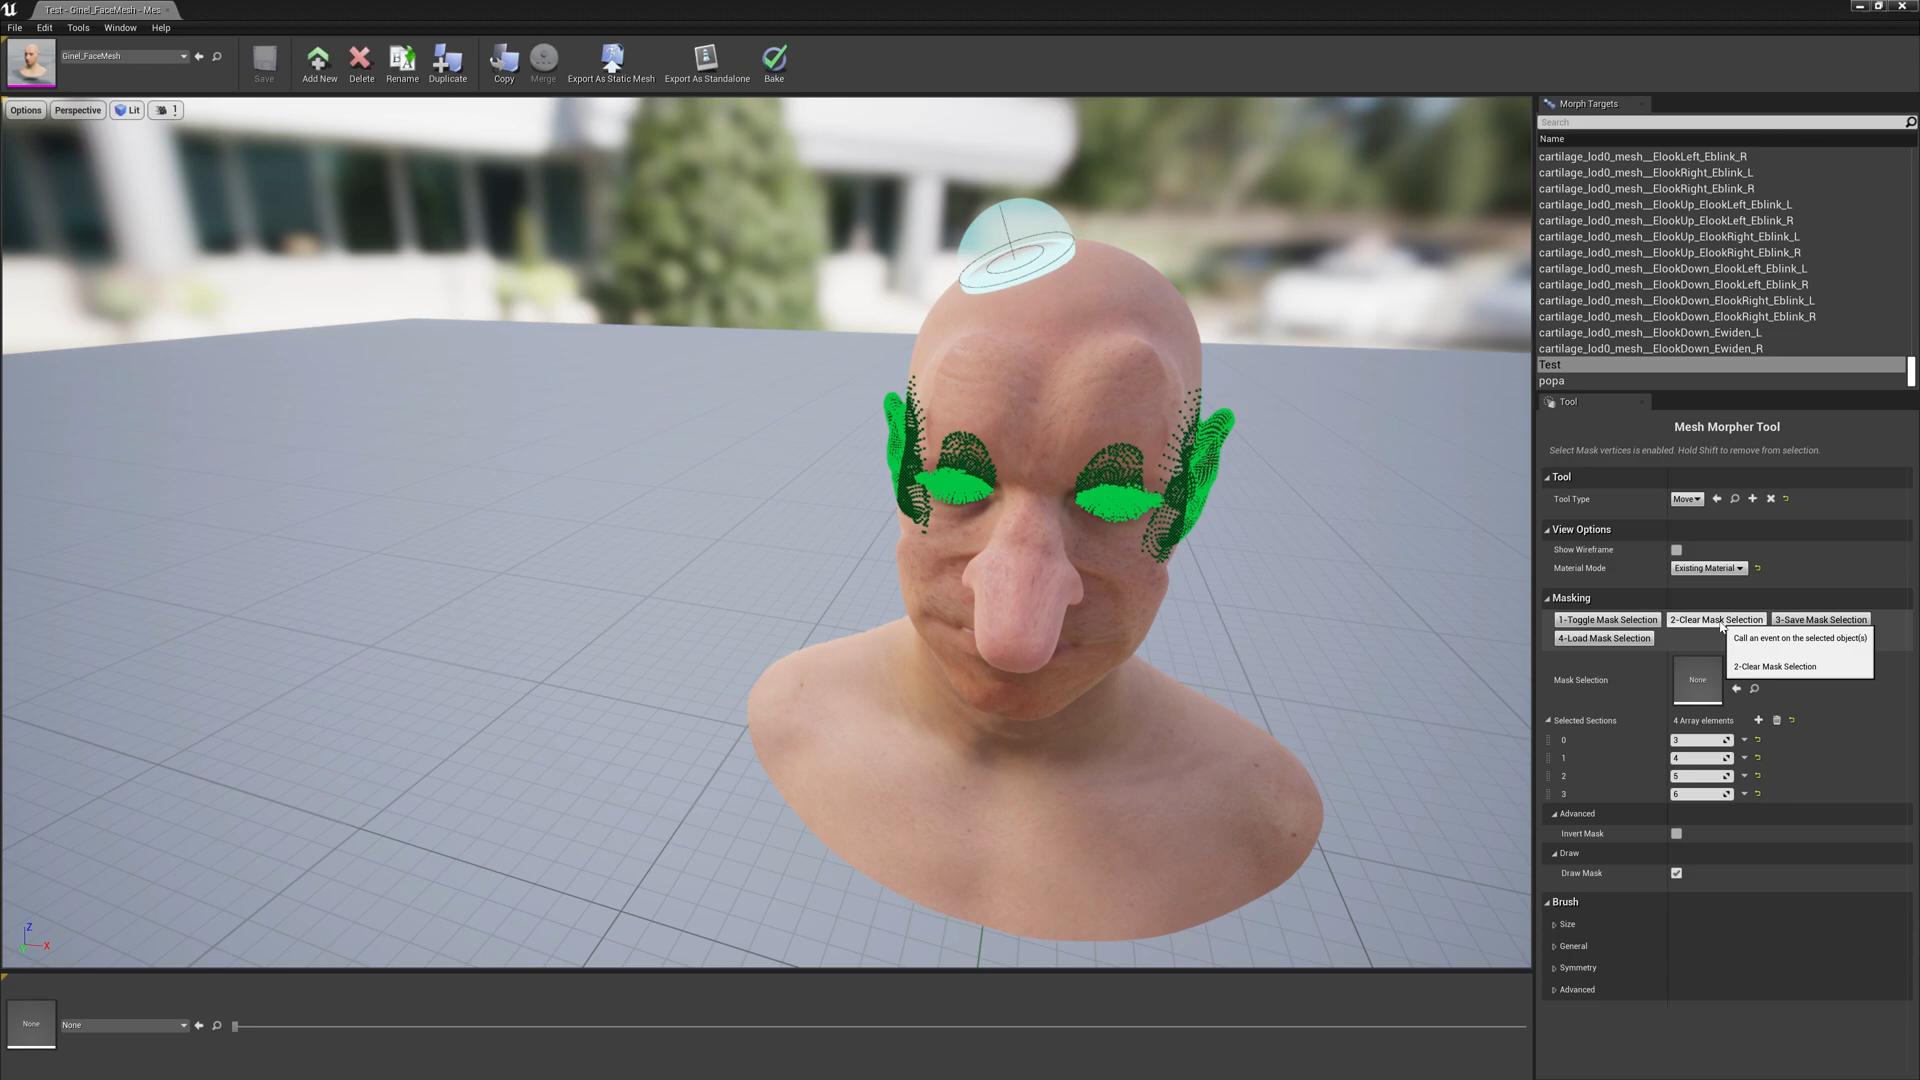 Test - Ginel_FaceMesh - Mes
File Edit Tools Window Help
Ginel_FaceMesh
Save
Add New
Delete
Rename
Duplicate
Copy
Merge
Export As Static Mesh
Export As Standalone
Bake
Options
Perspective
Lit
1
Morph Targets
Search
Name
cartilage_lod0_mesh__ElookLeft_Eblink_R
cartilage_lod0_mesh__ElookRight_Eblink_L
cartilage_lod0_mesh__ElookRight_Eblink_R
cartilage_lod0_mesh__ElookUp_ElookLeft_Eblink_L
cartilage_lod0_mesh__ElookUp_ElookLeft_Eblink_R
cartilage_lod0_mesh__ElookUp_ElookRight_Eblink_L
cartilage_lod0_mesh__ElookUp_ElookRight_Eblink_R
cartilage_lod0_mesh__ElookDown_ElookLeft_Eblink_L
cartilage_lod0_mesh__ElookDown_ElookLeft_Eblink_R
cartilage_lod0_mesh__ElookDown_ElookRight_Eblink_L
cartilage_lod0_mesh__ElookDown_ElookRight_Eblink_R
cartilage_lod0_mesh__ElookDown_Ewiden_L
cartilage_lod0_mesh__ElookDown_Ewiden_R
Test
popa
Tool
Mesh Morpher Tool
Select Mask vertices is enabled. Hold Shift to remove from selection.
Tool
Tool Type Move
View Options
Show Wireframe
Material Mode Existing Material
Masking
1-Toggle Mask Selection 2-Clear Mask Selection 3-Save Mask Selection
4-Load Mask Selection
Call an event on the selected object(s)
2-Clear Mask Selection
Mask Selection None
Selected Sections 4 Array elements
0 3
1 4
2 5
3 6
Advanced
Invert Mask
Draw
Draw Mask
Brush
Size
General
Symmetry
Advanced
Z
X
Y
None
None